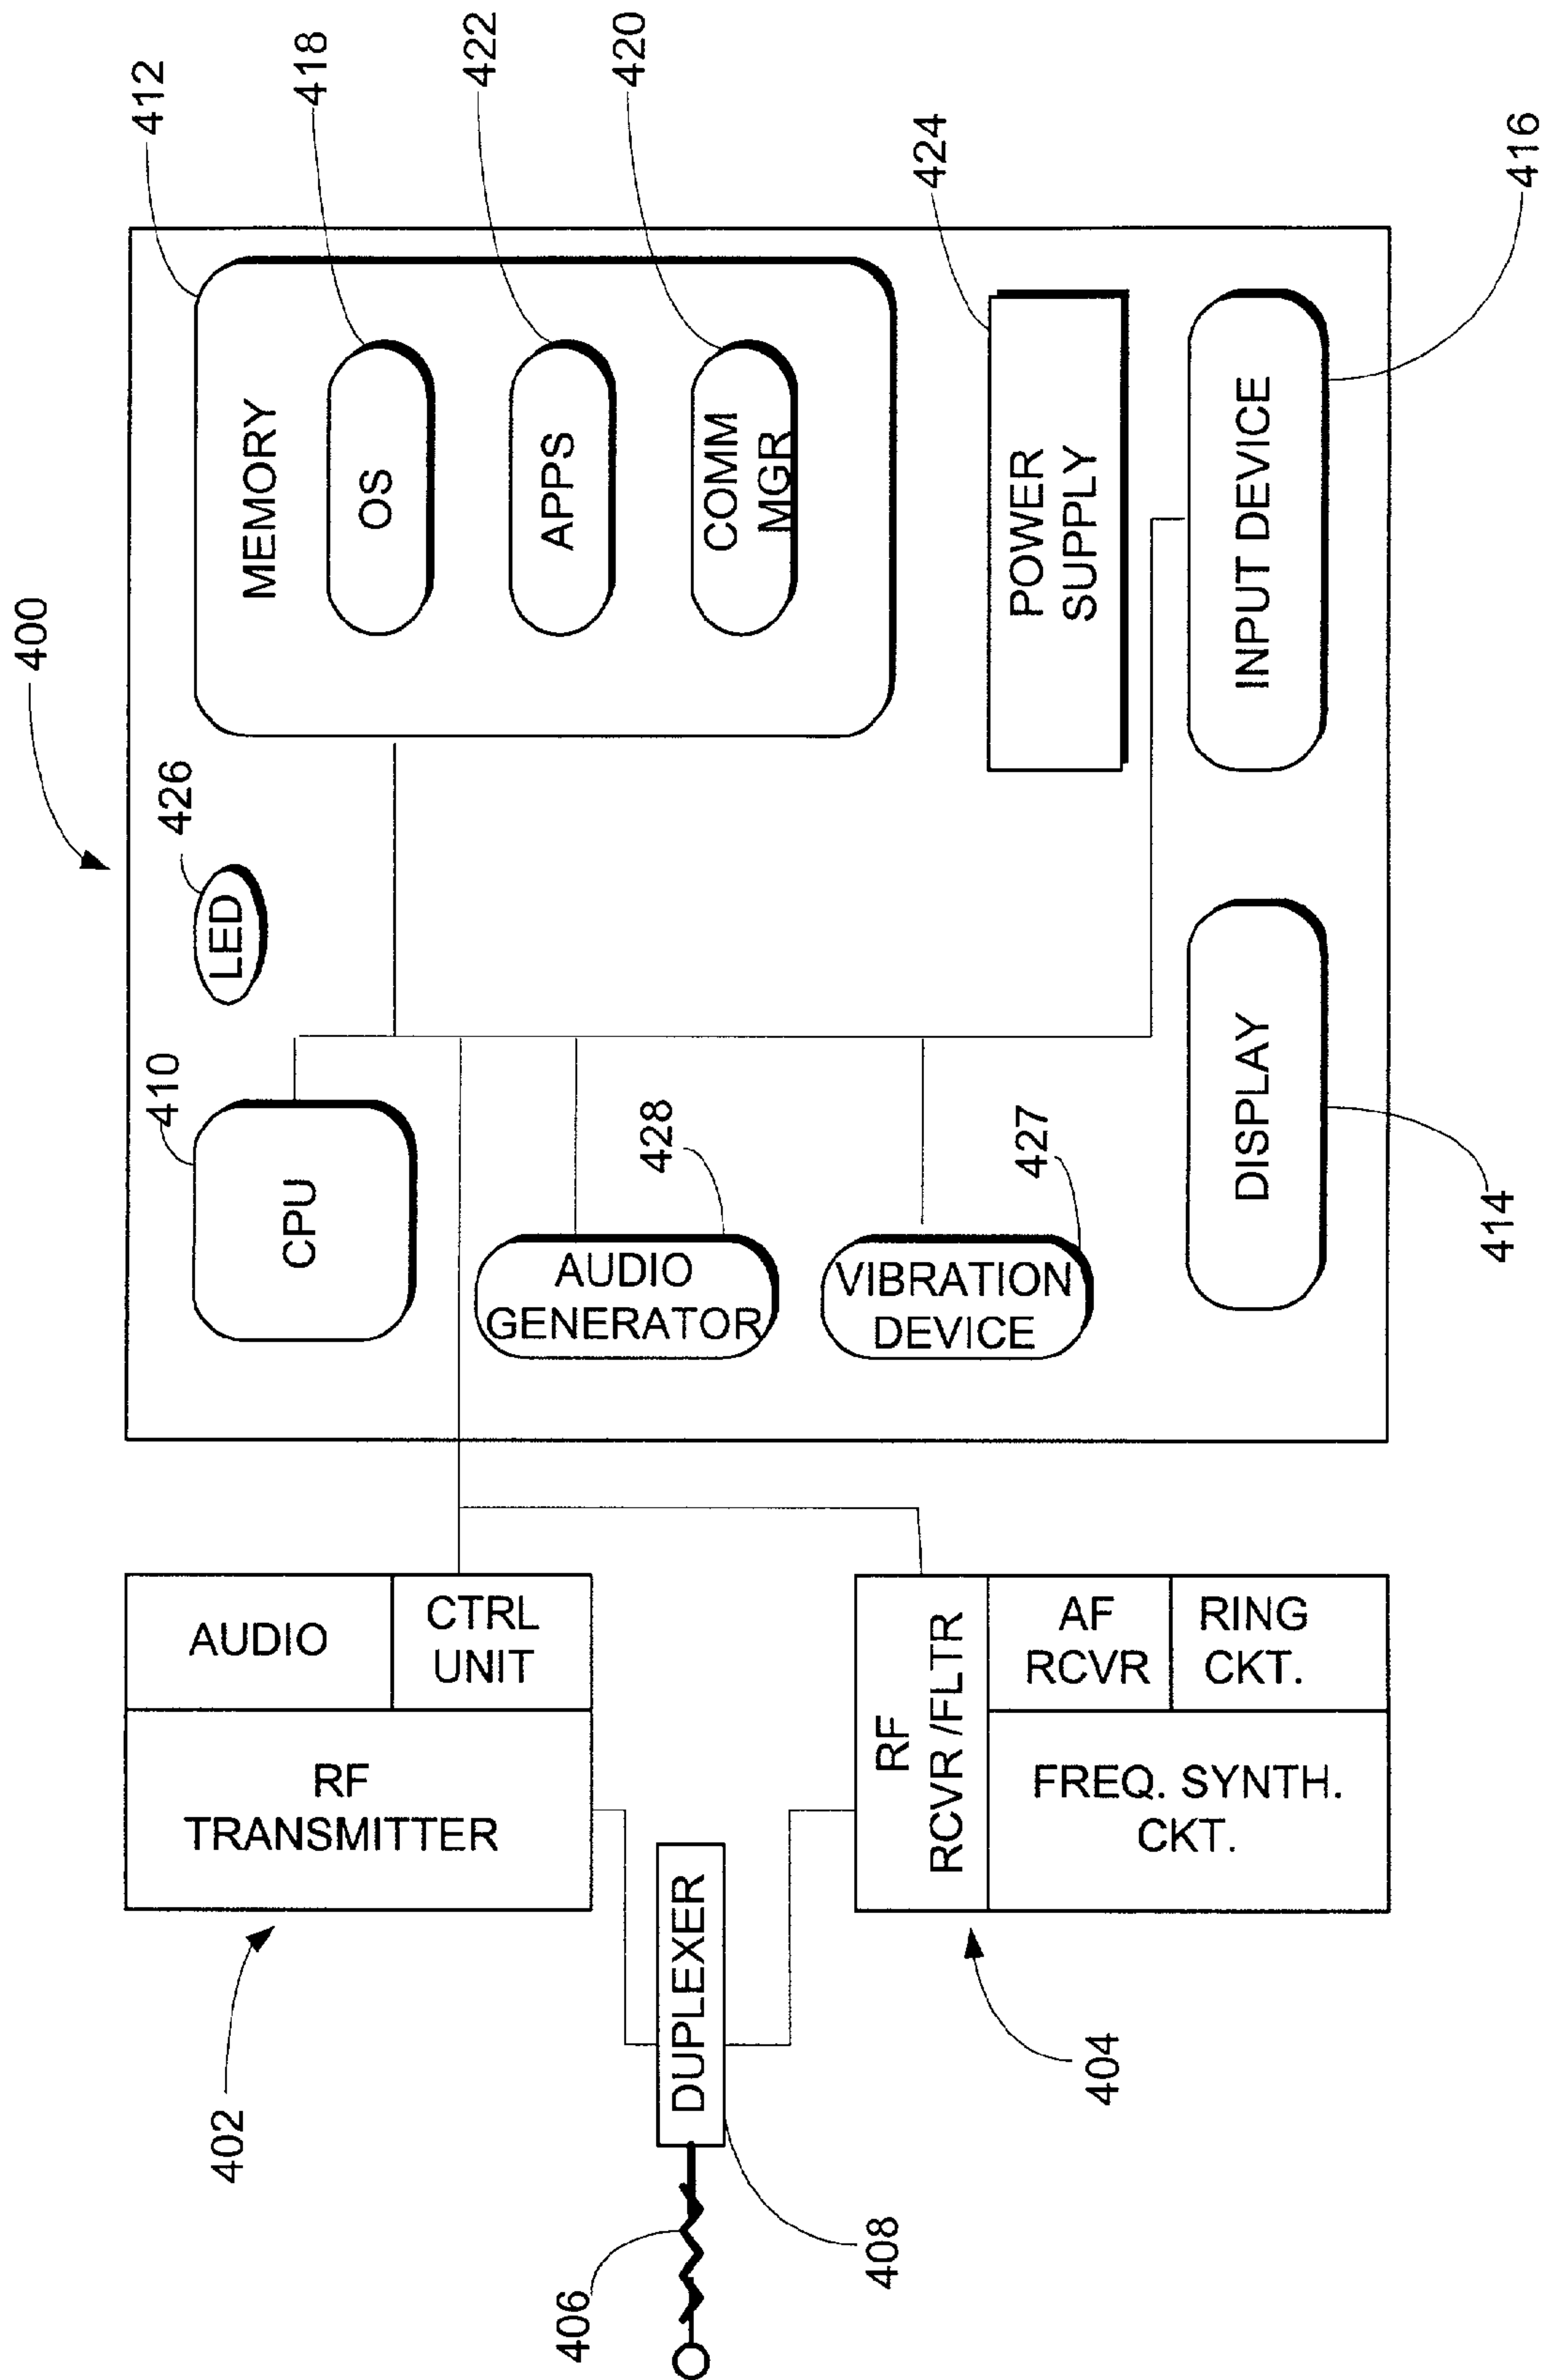 400
412
418
422
420
424
416
410
LED
426
MEMORY
OS
APPS
COMM
MGR
POWER
SUPPLY
INPUT DEVICE
CPU
AUDIO
GENERATOR
428
VIBRATION
DEVICE
427
DISPLAY
414
AUDIO
CTRL
UNIT
RF
TRANSMITTER
402
RF
RCVR /FLTR
AF
RCVR
RING
CKT.
FREQ. SYNTH.
CKT.
404
DUPLEXER
406
408